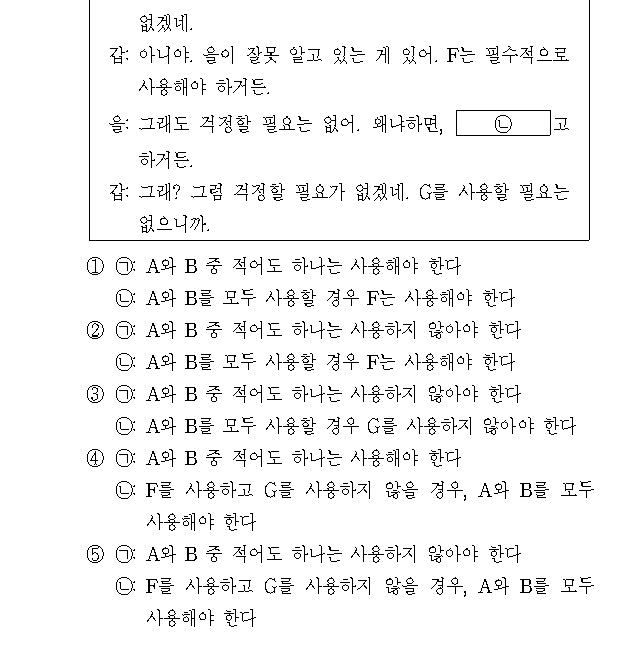 없겠네.
갑: 아니야. 을이 잘못 알고 있는 게 있어. F는 필수적으로
사용해야 하거든.
을: 그래도 걱정할 필요는 없어. 왜냐하면, ㉡ 고
하거든.
갑: 그래? 그럼 걱정할 필요가 없겠네. G를 사용할 필요는
없으니까.
① ㉠: A와 B 중 적어도 하나는 사용해야 한다
㉡: A와 B를 모두 사용할 경우 F는 사용해야 한다
② ㉠: A와 B 중 적어도 하나는 사용하지 않아야 한다
㉡: A와 B를 모두 사용할 경우 F는 사용해야 한다
③ ㉠: A와 B 중 적어도 하나는 사용하지 않아야 한다
㉡: A와 B를 모두 사용할 경우 G를 사용하지 않아야 한다
④ ㉠: A와 B 중 적어도 하나는 사용해야 한다
㉡: F를 사용하고 G를 사용하지 않을 경우, A와 B를 모두
사용해야 한다
⑤ ㉠: A와 B 중 적어도 하나는 사용하지 않아야 한다
㉡: F를 사용하고 G를 사용하지 않을 경우, A와 B를 모두
사용해야 한다